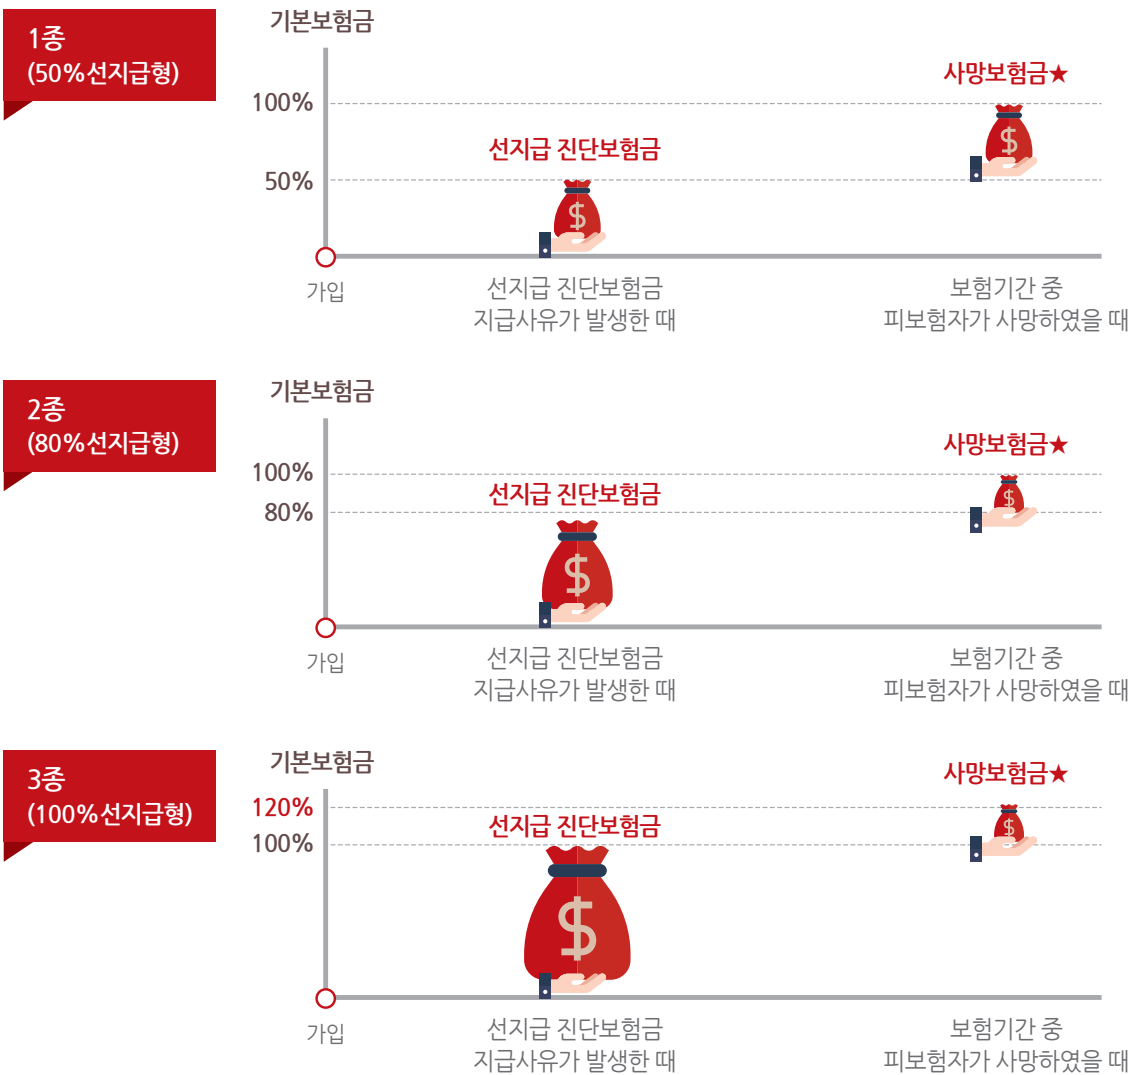 1종
(50%선지급형)
기본보험금
사망보험금★
100%
선지급 진단보험금
50%
$
$
가입
선지급 진단보험금
지급사유가 발생한 때
보험기간 중
피보험자가 사망하였을 때
2종
(80%선지급형)
기본보험금
사망보험금★
100%
선지급 진단보험금
80%
$
$
가입
선지급 진단보험금
지급사유가 발생한 때
보험기간 중
피보험자가 사망하였을 때
3종
(100%선지급형)
기본보험금
사망보험금★
120%
선지급 진단보험금
100%
$
$
가입
선지급 진단보험금
지급사유가 발생한 때
보험기간 중
피보험자가 사망하였을 때